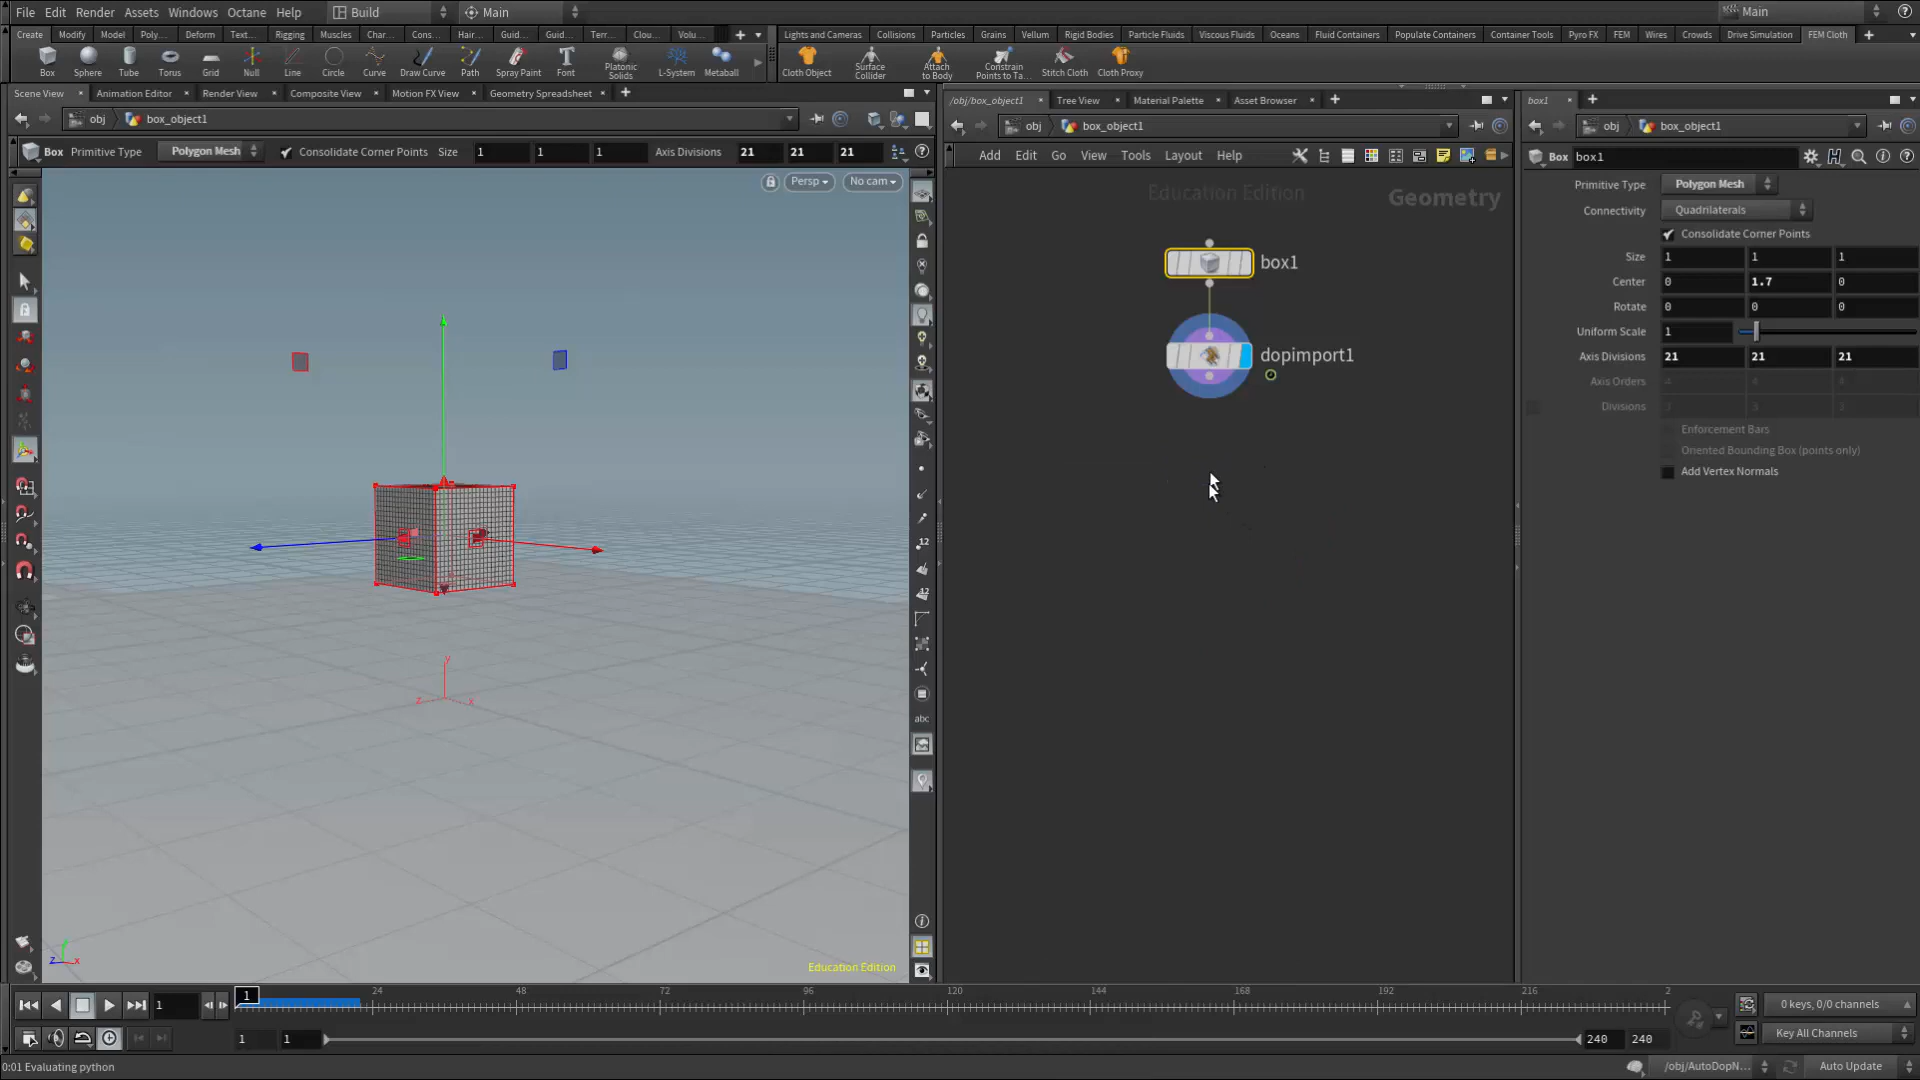 File Edit Render Assets Windows Octane Help Build Main Main
Create Modify Model Poly... Deform Text... Rigging Muscles Char... Cons... Hair... Guid... Guid... Terr... Clou... Volu...
Lights and Cameras Collisions Particles Grains Vellum Rigid Bodies Particle Fluids Viscous Fluids Oceans Fluid Containers Populate Containers Container Tools Pyro FX FEM Wires Crowds Drive Simulation FEM Cloth
Box Sphere Tube Torus Grid Null Line Circle Curve Draw Curve Path Spray Paint Font Platonic Solids L-System Metaball
Cloth Object Surface Collider Attach to Body Constrain Points to Ta... Stitch Cloth Cloth Proxy
Scene View Animation Editor Render View Composite View Motion FX View Geometry Spreadsheet
/obj/box_object1 Tree View Material Palette Asset Browser
box1
obj box_object1
obj box_object1
obj box_object1
Box Primitive Type Polygon Mesh Consolidate Corner Points Size 1 1 1 Axis Divisions 21 21 21
Add Edit Go View Tools Layout Help
Box box1
Persp No cam
Education Edition
Geometry
box1
dopimport1
Primitive Type Polygon Mesh
Connectivity Quadrilaterals
Consolidate Corner Points
Size 1 1 1
Center 0 1.7 0
Rotate 0 0 0
Uniform Scale 1
Axis Divisions 21 21 21
Axis Orders 4 4 4
Divisions 3 3 3
Enforcement Bars
Oriented Bounding Box (points only)
Add Vertex Normals
y
z x
12
12
abc
z x
Education Edition
1 1 24 48 72 96 120 144 168 192 216 2
0 keys, 0/0 channels
1 1 240 240
Key All Channels
0:01 Evaluating python
/obj/AutoDopN... Auto Update